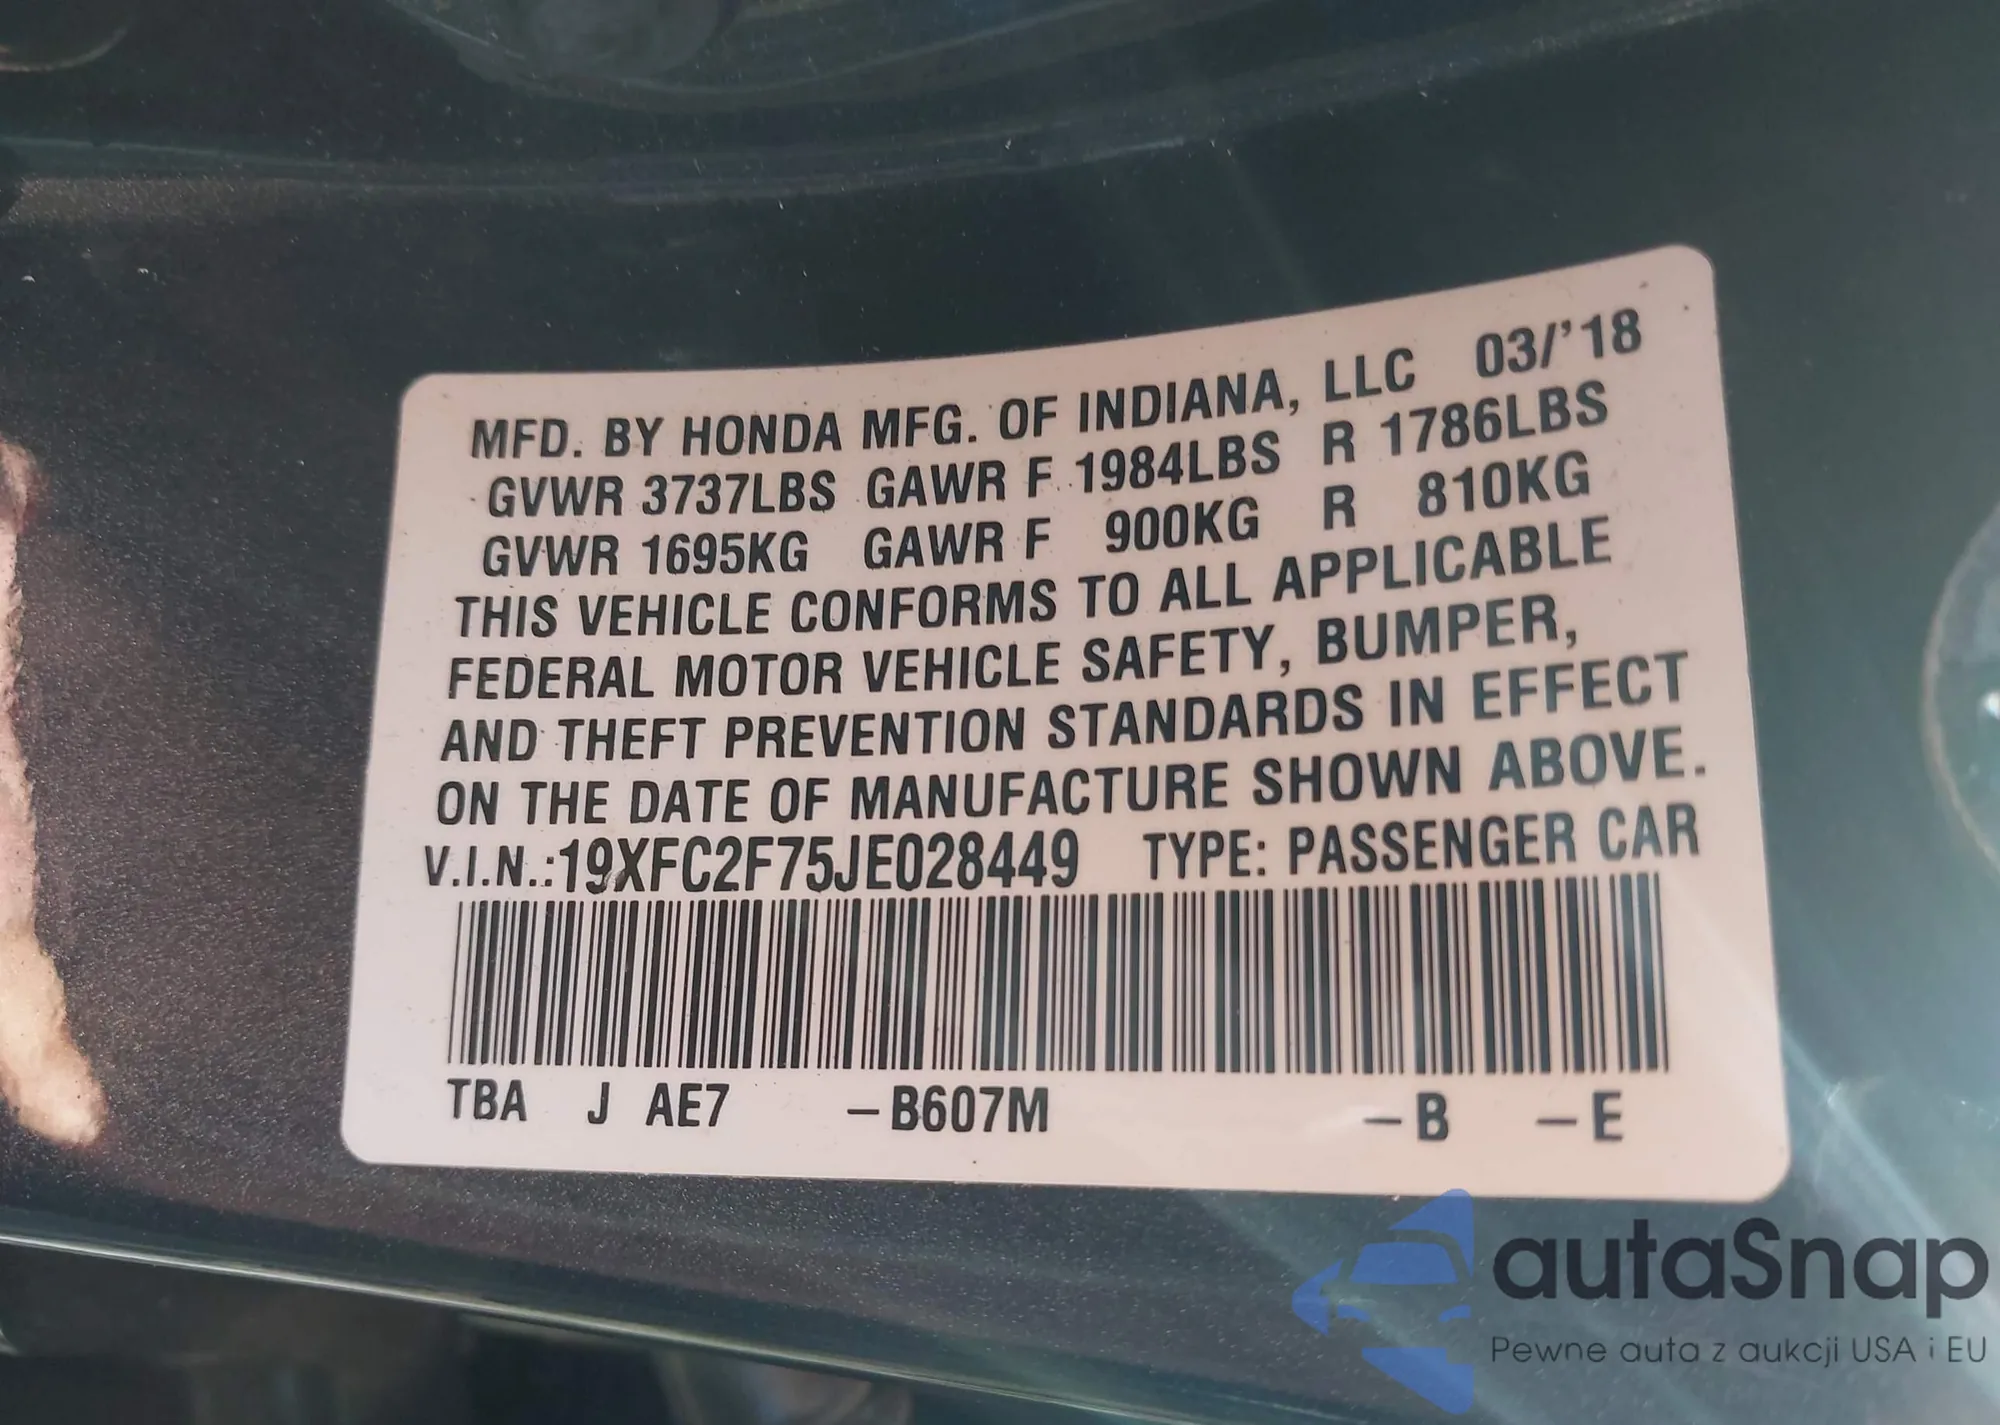 MFD. BY HONDA MFG. OF INDIANA, LLC 03/'18
GVWR 3737LBS GAWR F 1984LBS R 1786LBS
GVWR 1695KG GAWR F 900KG R 810KG
THIS VEHICLE CONFORMS TO ALL APPLICABLE
FEDERAL MOTOR VEHICLE SAFETY, BUMPER,
AND THEFT PREVENTION STANDARDS IN EFFECT
ON THE DATE OF MANUFACTURE SHOWN ABOVE.
V.I.N.:19XFC2F75JE028449 TYPE: PASSENGER CAR
TBA J AE7 –B607M –B –E
autaSnap
Pewne auta z aukcji USA i EU